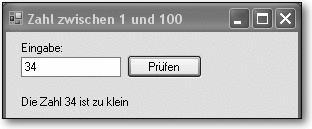 Zahl zwischen 1 und 100
Eingabe:
34 Prüfen
Die Zahl 34 ist zu klein